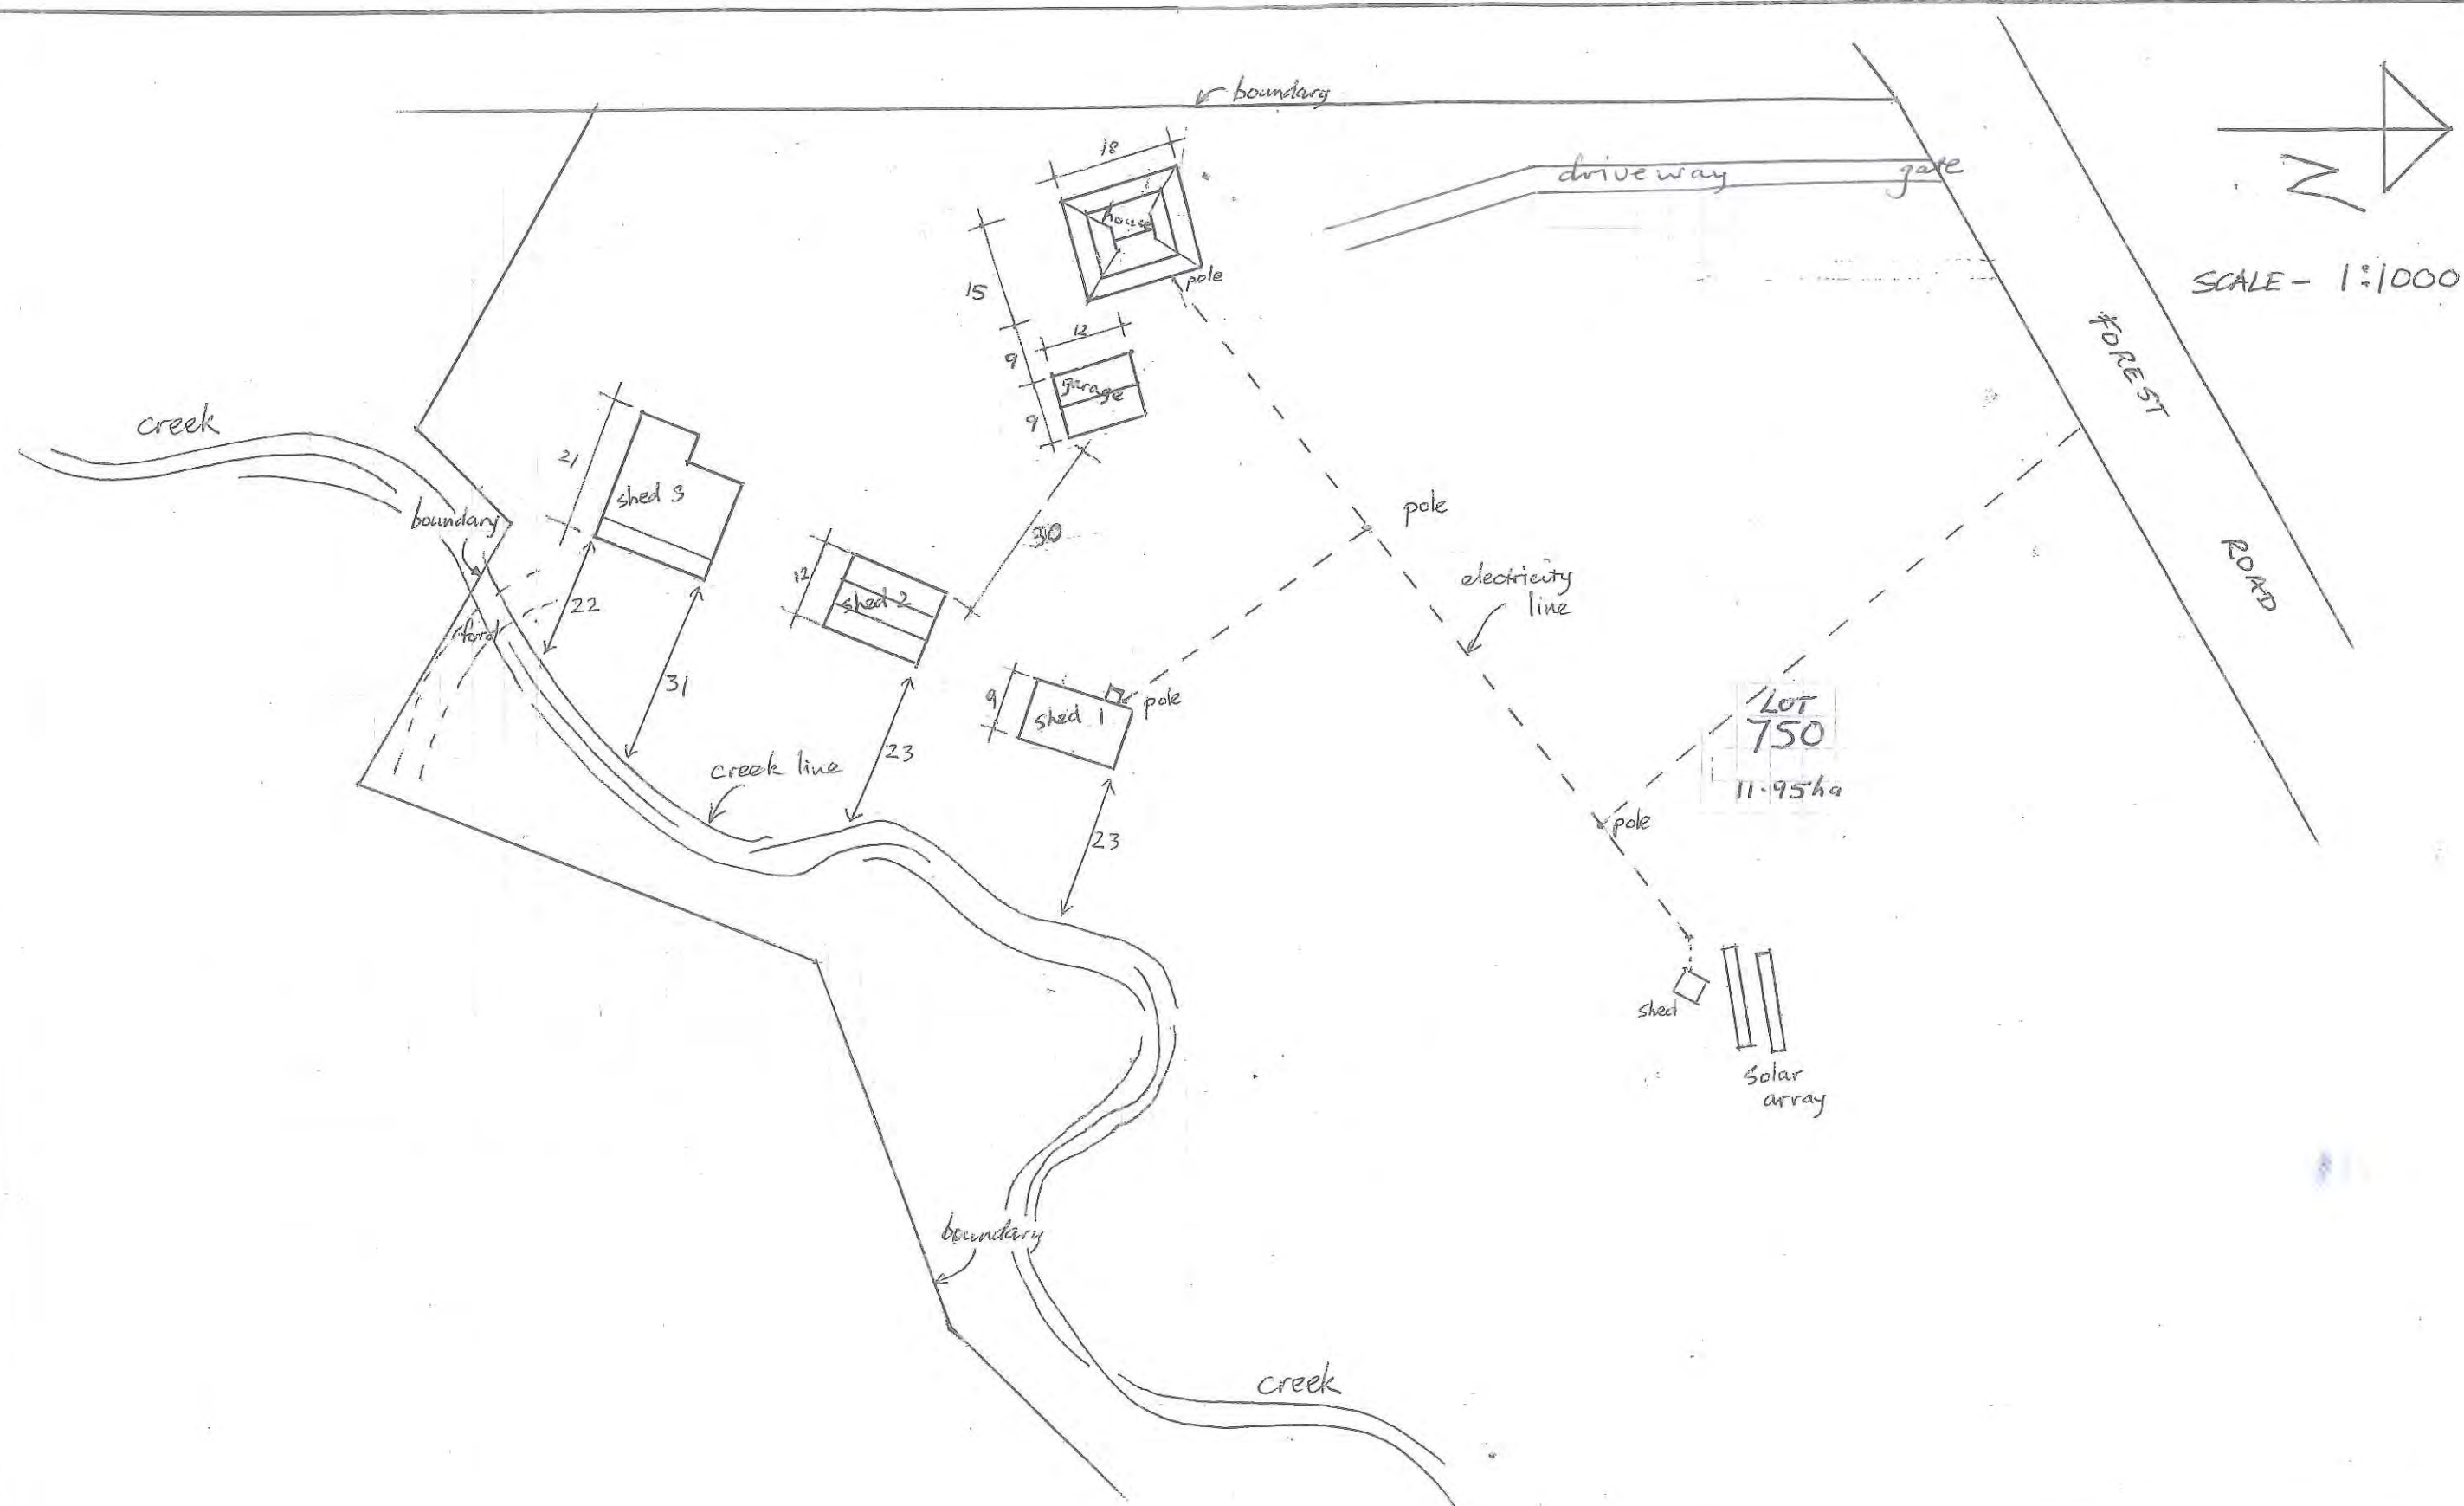 boundary
18
driveway
gate
N
house
pole
SCALE - 1:1000
15
12
9
garage
9
FOREST
ROAD
creek
21
shed 3
boundary
30
pole
electricity
line
12
shed 2
22
ford
31
9
shed 1
pole
23
creek line
23
LOT
750
11.95ha
pole
shed
Solar
array
boundary
creek